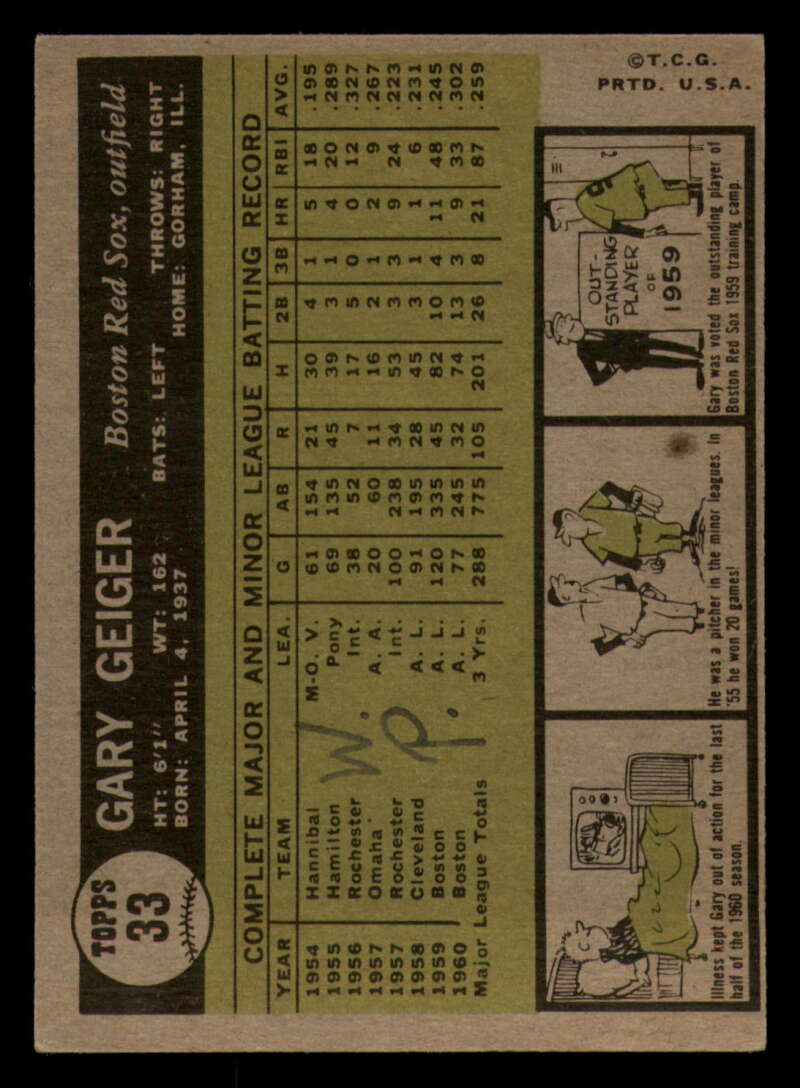 TOPPS
33
GARY GEIGER Boston Red Sox, outfield
HT: 6'1" WT: 162 BATS: LEFT THROWS: RIGHT
BORN: APRIL 4, 1937 HOME: GORHAM, ILL.
COMPLETE MAJOR AND MINOR LEAGUE BATTING RECORD
YEAR TEAM LEA. G AB R H 2B 3B HR RBI AVG.
1954 Hannibal M-O. V. 61 154 21 30 4 1 5 18 .195
1955 Hamilton Pony 69 135 45 39 3 1 4 20 .289
1956 Rochester Int. 38 52 7 17 5 0 0 12 .327
1957 Omaha A. A. 20 60 11 16 2 1 2 9 .267
1957 Rochester Int. 100 238 34 53 3 3 9 24 .223
1958 Cleveland A. L. 91 195 28 45 3 1 1 6 .231
1959 Boston A. L. 120 335 45 82 10 4 11 48 .245
1960 Boston A. L. 77 245 32 74 13 3 9 33 .302
Major League Totals 3 Yrs. 288 775 105 201 26 8 21 87 .259
W.
P.
Illness kept Gary out of action for the last
half of the 1960 season.
He was a pitcher in the minor leagues. In
'55 he won 20 games!
OUT-
STANDING
PLAYER
OF
1959
Gary was voted the outstanding player of
Boston Red Sox 1959 training camp.
©T.C.G.
PRTD. U.S.A.